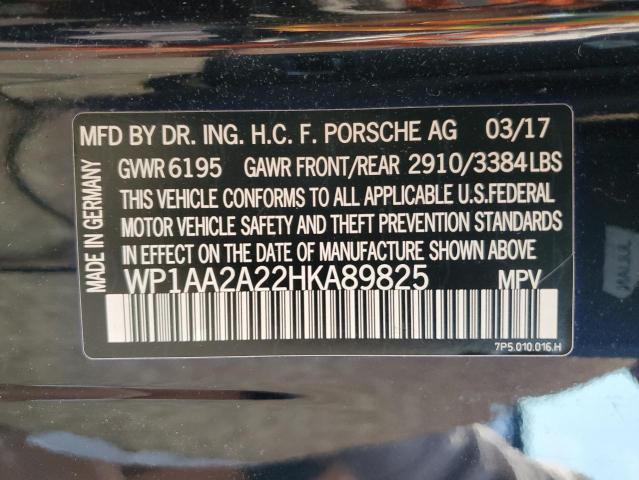 MFD BY DR. ING. H.C. F. PORSCHE AG 03/17
GVWR 6195 GAWR FRONT/REAR 2910/3384LBS
THIS VEHICLE CONFORMS TO ALL APPLICABLE U.S.FEDERAL
MOTOR VEHICLE SAFETY AND THEFT PREVENTION STANDARDS
IN EFFECT ON THE DATE OF MANUFACTURE SHOWN ABOVE
WP1AA2A22HKA89825 MPV
7P5.010.016.H
MADE IN GERMANY